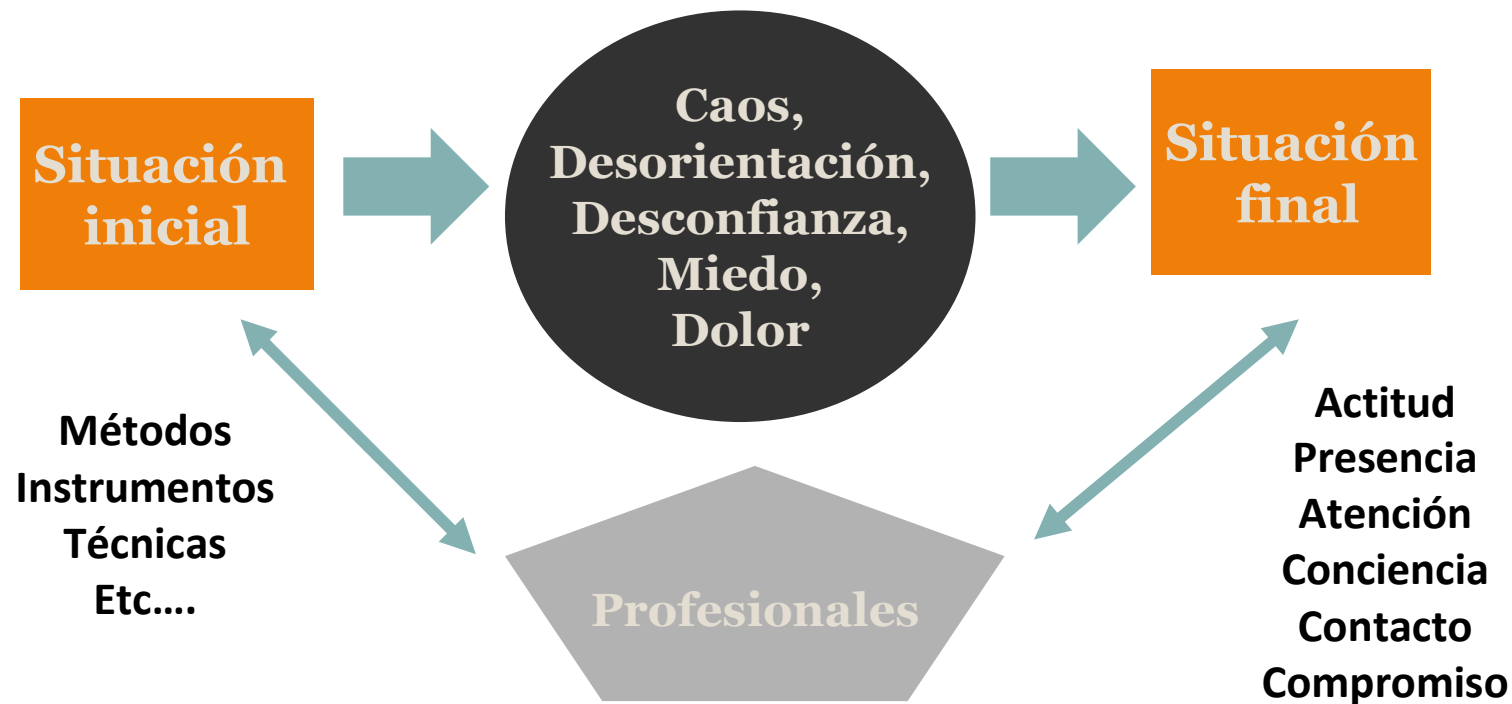 Situación
inicial
Caos,
Desorientación,
Desconfianza,
Miedo,
Dolor
Situación
final
Métodos
Instrumentos
Técnicas
Etc....
Profesionales
Actitud
Presencia
Atención
Conciencia
Contacto
Compromiso